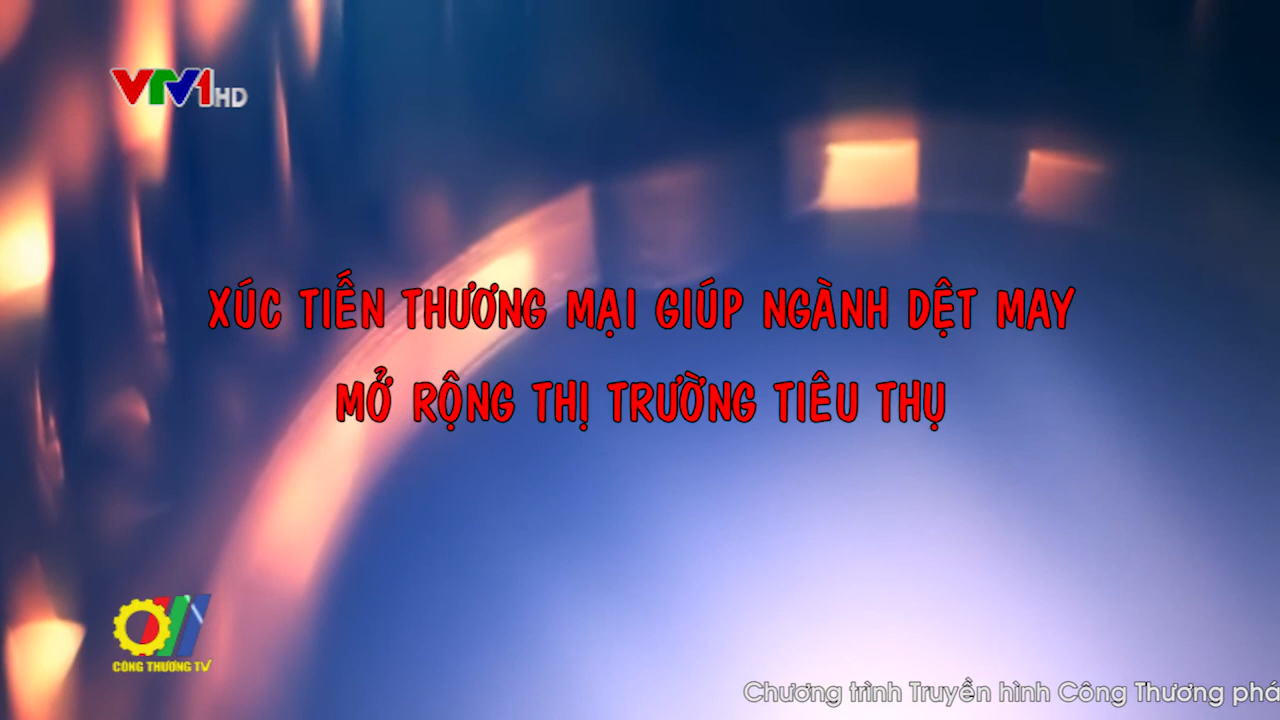 VTV1HD
XÚC TIẾN THƯƠNG MẠI GIÚP NGÀNH DỆT MAY
MỞ RỘNG THỊ TRƯỜNG TIÊU THỤ
CÔNG THƯƠNG TV
Chương trình Truyền hình Công Thương phá